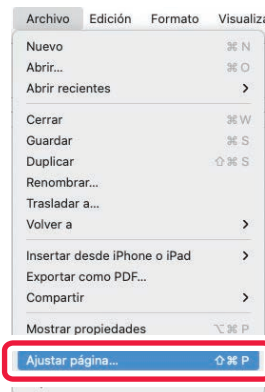 Archivo Edición Formato Visualiza
Nuevo ⌘ N
Abrir... ⌘ O
Abrir recientes >
Cerrar ⌘ W
Guardar ⌘ S
Duplicar ⇧ ⌘ S
Renombrar...
Trasladar a...
Volver a >
Insertar desde iPhone o iPad >
Exportar como PDF...
Compartir >
Mostrar propiedades ⌥ ⌘ P
Ajustar página... ⇧ ⌘ P